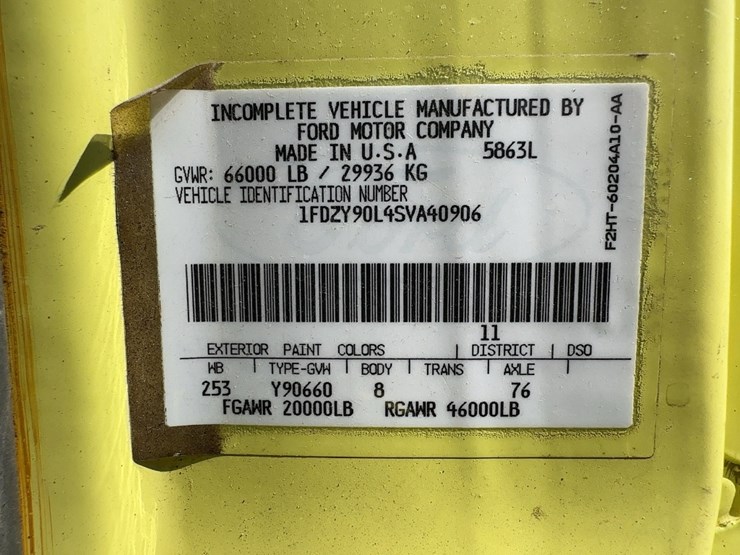 INCOMPLETE VEHICLE MANUFACTURED BY
FORD MOTOR COMPANY
MADE IN U.S.A 5863L
GVWR: 66000 LB / 29936 KG
VEHICLE IDENTIFICATION NUMBER
1FDZY90L4SVA40906
F2HT-60204A10-AA
11
EXTERIOR PAINT COLORS DISTRICT DSO
WB TYPE-GVW BODY TRANS AXLE
253 Y90660 8 76
FGAWR 20000LB RGAWR 46000LB